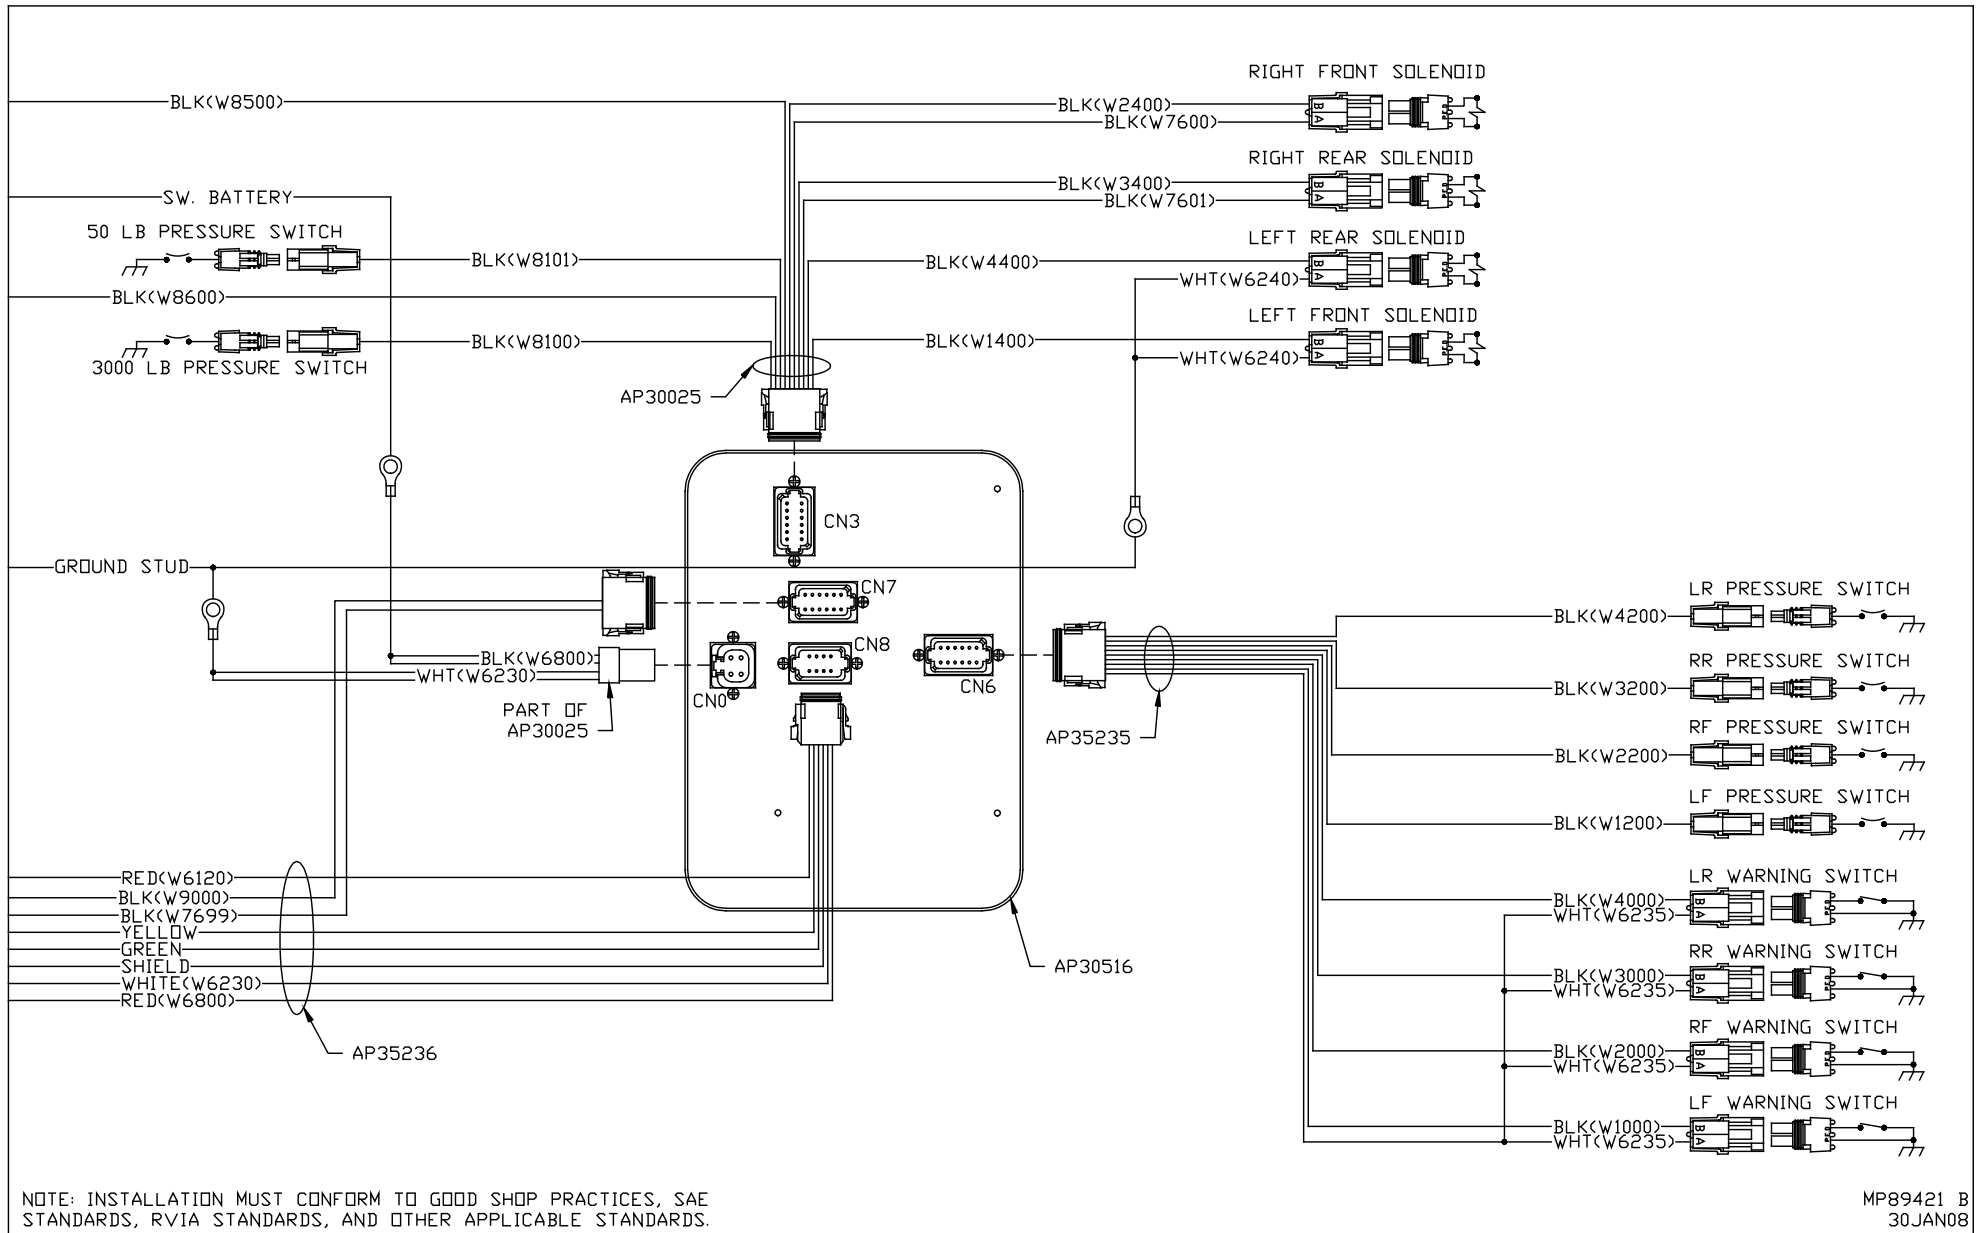 RIGHT FRONT SOLENOID
BLK(W8500)
BLK(W2400)
BLK(W7600)
B
A
RIGHT REAR SOLENOID
SW. BATTERY
BLK(W3400)
BLK(W7601)
B
A
50 LB PRESSURE SWITCH
LEFT REAR SOLENOID
BLK(W8101)
BLK(W4400)
WHT(W6240)
B
A
BLK(W8600)
LEFT FRONT SOLENOID
BLK(W8100)
BLK(W1400)
WHT(W6240)
B
A
3000 LB PRESSURE SWITCH
AP30025
CN3
GROUND STUD
CN7
LR PRESSURE SWITCH
BLK(W4200)
CN8
BLK(W6800)
WHT(W6230)
CN6
RR PRESSURE SWITCH
BLK(W3200)
CN0
PART OF
AP30025
AP35235
RF PRESSURE SWITCH
BLK(W2200)
LF PRESSURE SWITCH
BLK(W1200)
RED(W6120)
BLK(W9000)
BLK(W7699)
YELLOW
GREEN
SHIELD
WHITE(W6230)
RED(W6800)
LR WARNING SWITCH
BLK(W4000)
WHT(W6235)
B
A
AP30516
RR WARNING SWITCH
BLK(W3000)
WHT(W6235)
B
A
AP35236
RF WARNING SWITCH
BLK(W2000)
WHT(W6235)
B
A
LF WARNING SWITCH
BLK(W1000)
WHT(W6235)
B
A
NOTE: INSTALLATION MUST CONFORM TO GOOD SHOP PRACTICES, SAE
STANDARDS, RVIA STANDARDS, AND OTHER APPLICABLE STANDARDS.
MP89421 B
30JAN08